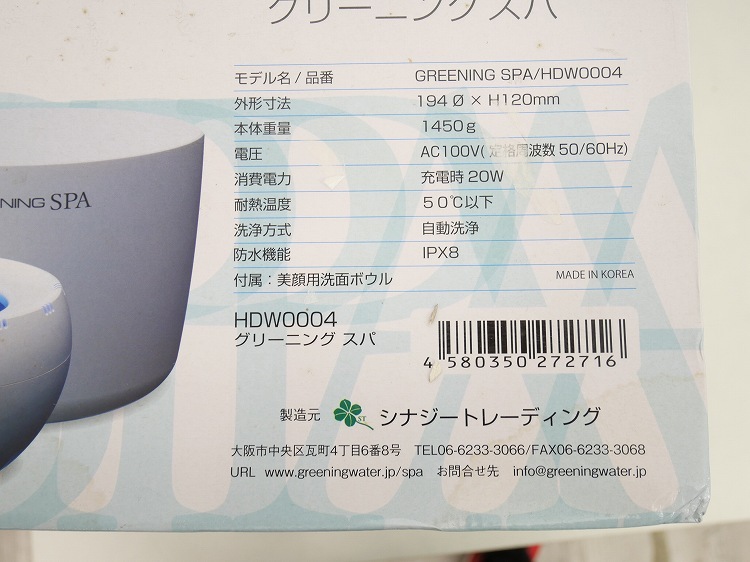 グリーニング スパ
モデル名 / 品番 GREENING SPA/HDW0004
外形寸法 194 Ø × H120mm
本体重量 1450g
電圧 AC100V(定格周波数 50/60Hz)
消費電力 充電時 20W
耐熱温度 50℃以下
洗浄方式 自動洗浄
防水機能 IPX8
付属 : 美顔用洗面ボウル MADE IN KOREA
NING SPA
HDW0004
グリーニング スパ
4 580350 272716
製造元 ST シナジートレーディング
大阪市中央区瓦町4丁目6番8号 TEL06-6233-3066/FAX06-6233-3068
URL www.greeningwater.jp/spa お問合せ先 info@greeningwater.jp